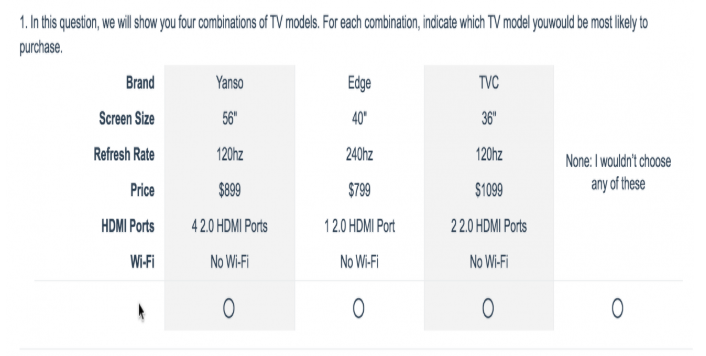 1. In this question, we will show you four combinations of TV models. For each combination, indicate which TV model youwould be most likely to
purchase.
Brand Yanso Edge TVC
Screen Size 56" 40" 36"
Refresh Rate 120hz 240hz 120hz
None: I wouldn't choose
any of these
Price $899 $799 $1099
HDMI Ports 4 2.0 HDMI Ports 1 2.0 HDMI Port 2 2.0 HDMI Ports
Wi-Fi No Wi-Fi No Wi-Fi No Wi-Fi